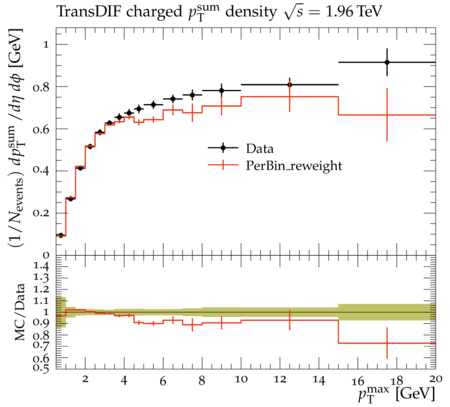 TransDIF charged p_T^sum density √s = 1.96 TeV
(1/N_events) dp_T^sum/dη dϕ [GeV]
0.8
0.6
0.4
0.2
0
Data
PerBin_reweight
MC/Data
1.4
1.3
1.2
1.1
1
0.9
0.8
0.7
0.6
0.5
2 4 6 8 10 12 14 16 18 20
p_T^max [GeV]